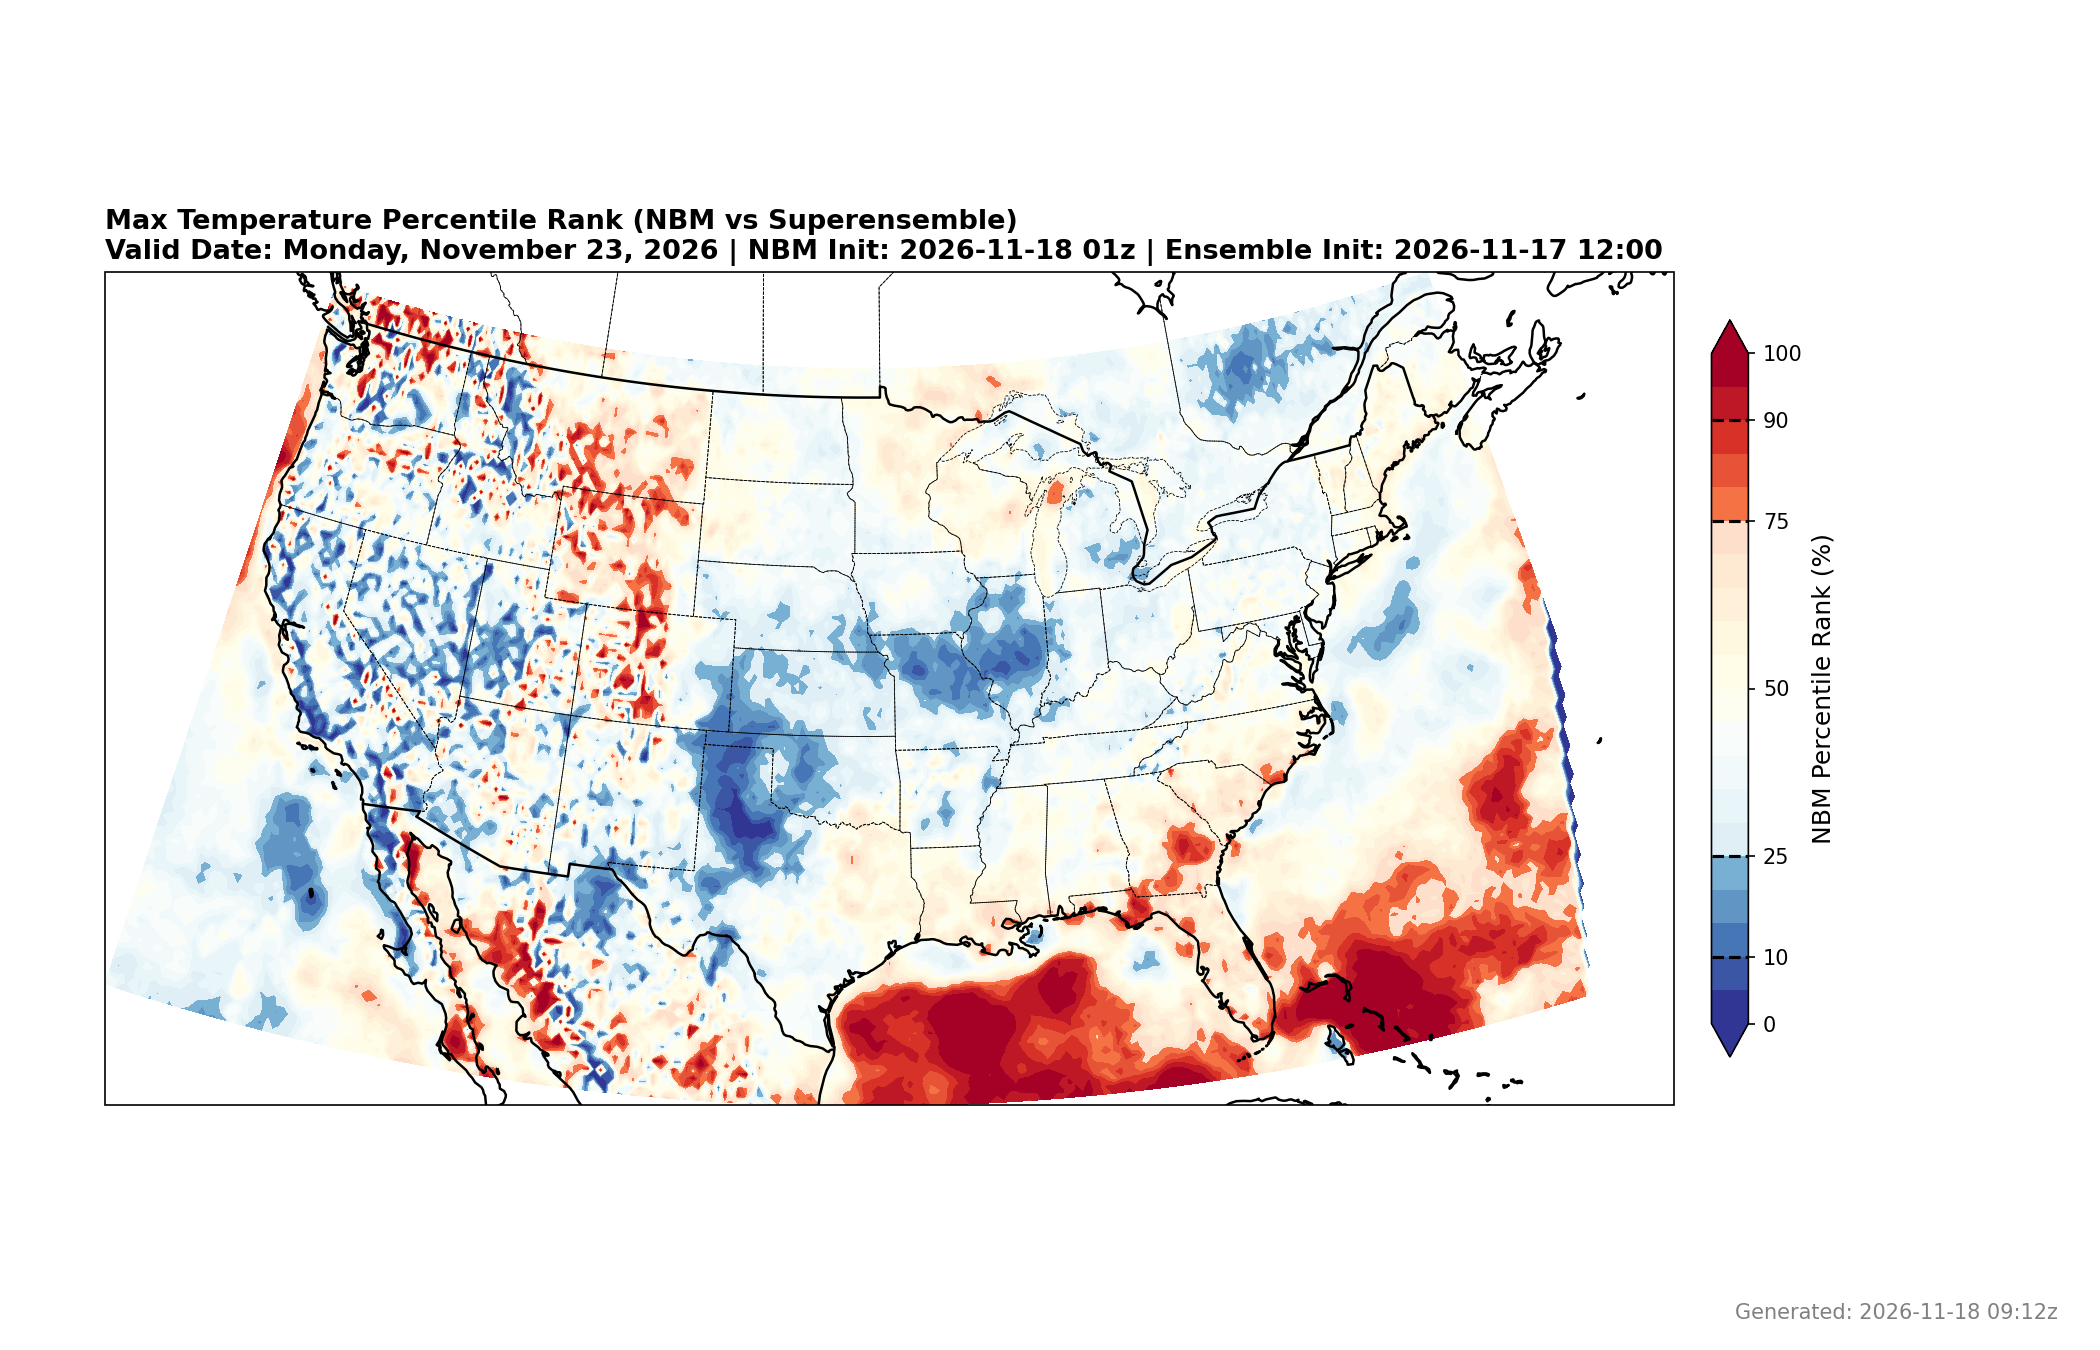 Max Temperature Percentile Rank (NBM vs Superensemble)
Valid Date: Monday, November 23, 2026 | NBM Init: 2026-11-18 01z | Ensemble Init: 2026-11-17 12:00
100
90
75
50
25
10
0
NBM Percentile Rank (%)
Generated: 2026-11-18 09:12z